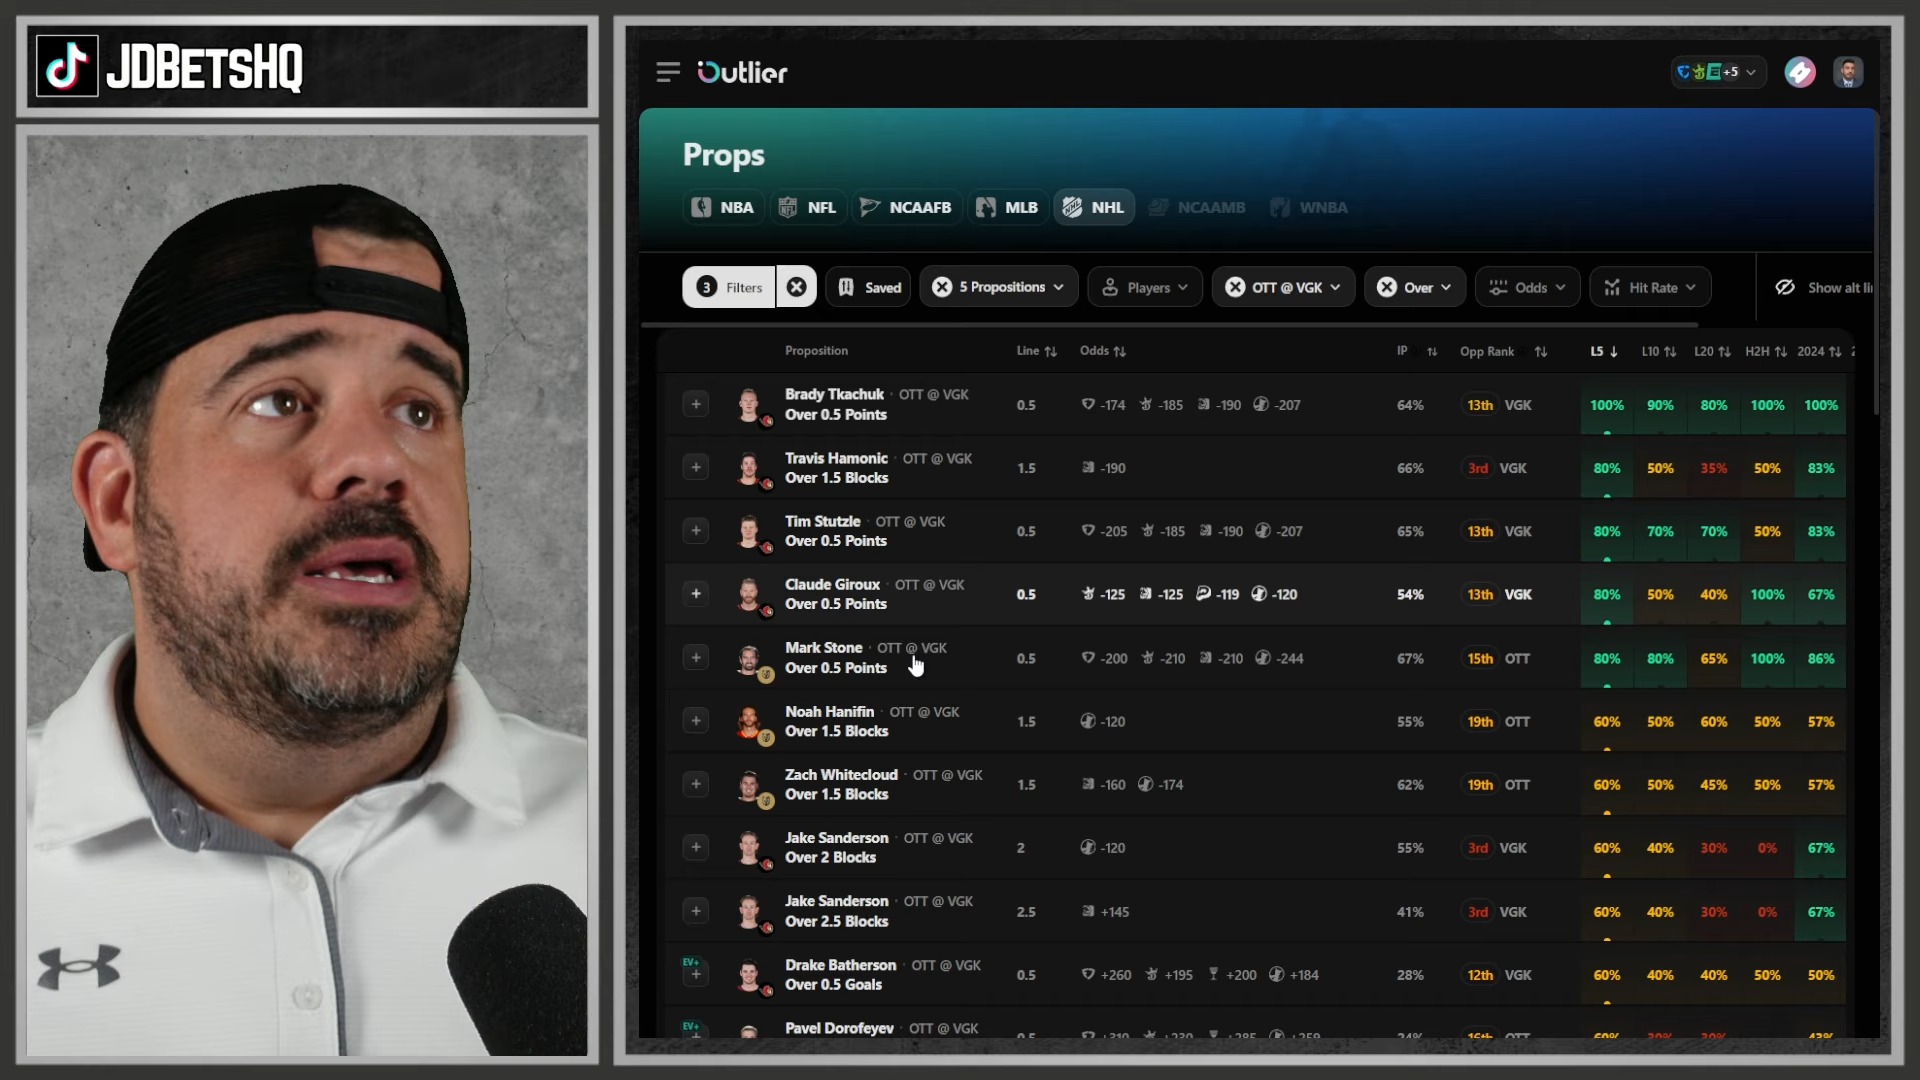 JDBETSHQ
Outlier
+5
Props
NBA NFL NCAAFB MLB NHL NCAAMB WNBA
3 Filters Saved 5 Propositions Players OTT @ VGK Over Odds Hit Rate Show alt li
Proposition Line Odds IP Opp Rank L5 L10 L20 H2H 2024 2
Brady Tkachuk · OTT @ VGK
Over 0.5 Points 0.5 -174 -185 -190 -207 64% 13th VGK 100% 90% 80% 100% 100%
Travis Hamonic · OTT @ VGK
Over 1.5 Blocks 1.5 -190 66% 3rd VGK 80% 50% 35% 50% 83%
Tim Stutzle · OTT @ VGK
Over 0.5 Points 0.5 -205 -185 -190 -207 65% 13th VGK 80% 70% 70% 50% 83%
Claude Giroux · OTT @ VGK
Over 0.5 Points 0.5 -125 -125 -119 -120 54% 13th VGK 80% 50% 40% 100% 67%
Mark Stone · OTT @ VGK
Over 0.5 Points 0.5 -200 -210 -210 -244 67% 15th OTT 80% 80% 65% 100% 86%
Noah Hanifin · OTT @ VGK
Over 1.5 Blocks 1.5 -120 55% 19th OTT 60% 50% 60% 50% 57%
Zach Whitecloud · OTT @ VGK
Over 1.5 Blocks 1.5 -160 -174 62% 19th OTT 60% 50% 45% 50% 57%
Jake Sanderson · OTT @ VGK
Over 2 Blocks 2 -120 55% 3rd VGK 60% 40% 30% 0% 67%
Jake Sanderson · OTT @ VGK
Over 2.5 Blocks 2.5 +145 41% 3rd VGK 60% 40% 30% 0% 67%
EV+ Drake Batherson · OTT @ VGK
Over 0.5 Goals 0.5 +260 +195 +200 +184 28% 12th VGK 60% 40% 40% 50% 50%
EV+ Pavel Dorofeyev · OTT @ VGK